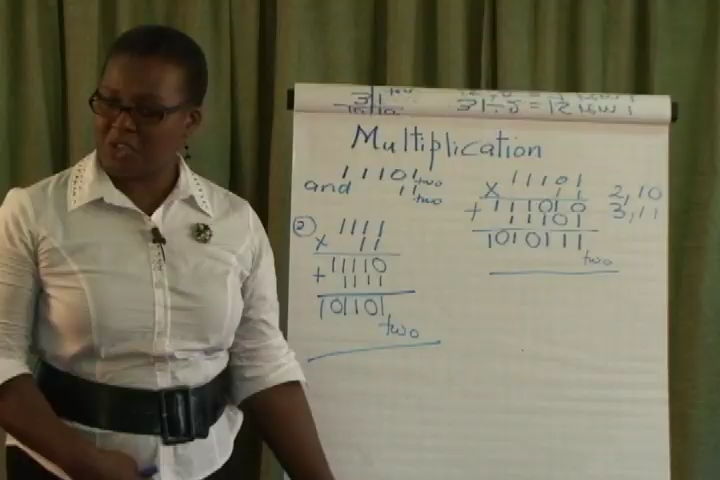 Multiplication
11101two
and 11two
② 1111
x 11
+11110
1111
101101
two
11101
x 11
+111010
11101
1010111
two
2,10
3,11